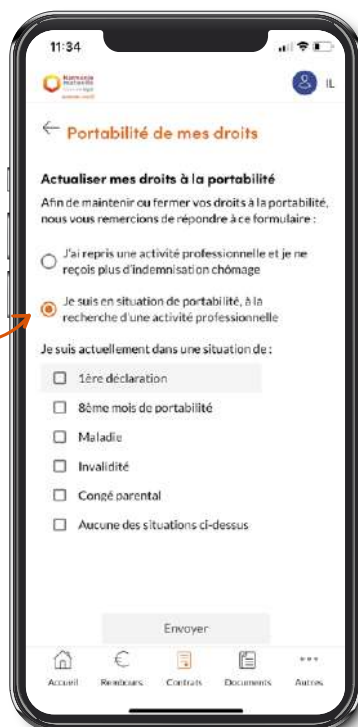 11:34
Harmonie
mutuelle
IL
Portabilité de mes droits
Actualiser mes droits à la portabilité
Afin de maintenir ou fermer vos droits à la portabilité,
nous vous remercions de répondre à ce formulaire :
J'ai repris une activité professionnelle et je ne
reçois plus d'indemnisation chômage
Je suis en situation de portabilité, à la
recherche d'une activité professionnelle
Je suis actuellement dans une situation de :
1ère déclaration
8ème mois de portabilité
Maladie
Invalidité
Congé parental
Aucune des situations ci-dessus
Envoyer
Accueil Rembours. Contrats Documents Autres